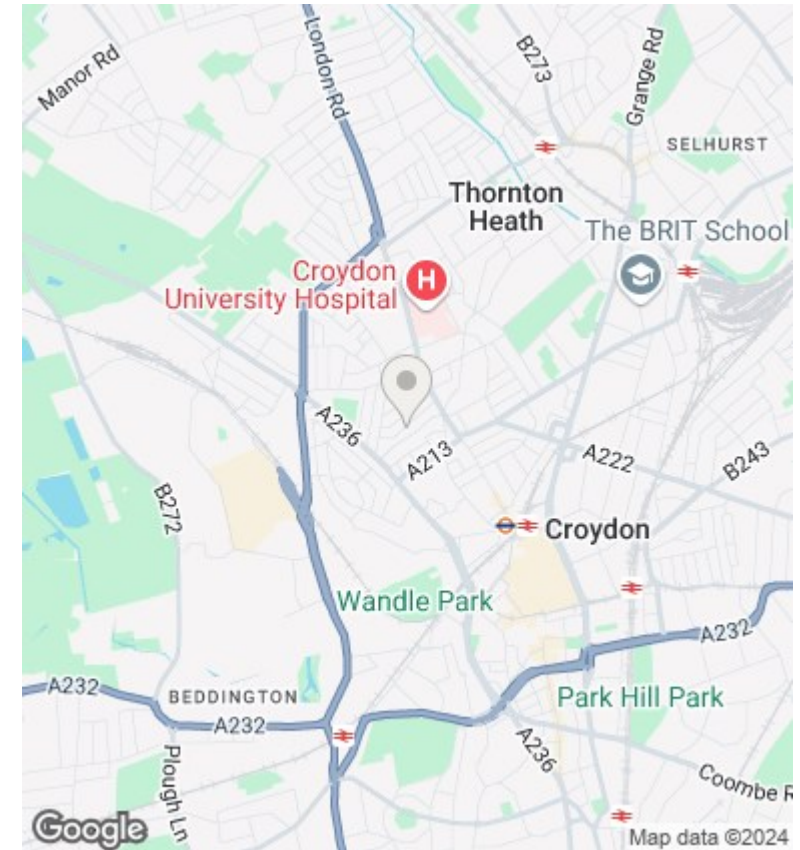 London Rd
B273
Grange Rd
Manor Rd
SELHURST
Thornton
Heath
The BRIT School
Croydon
University Hospital
H
A236
A213
A222
B243
B272
Croydon
Wandle Park
A232
A232
BEDDINGTON
A232
Park Hill Park
Plough Ln
A236
Coombe R
Google
Map data ©2024